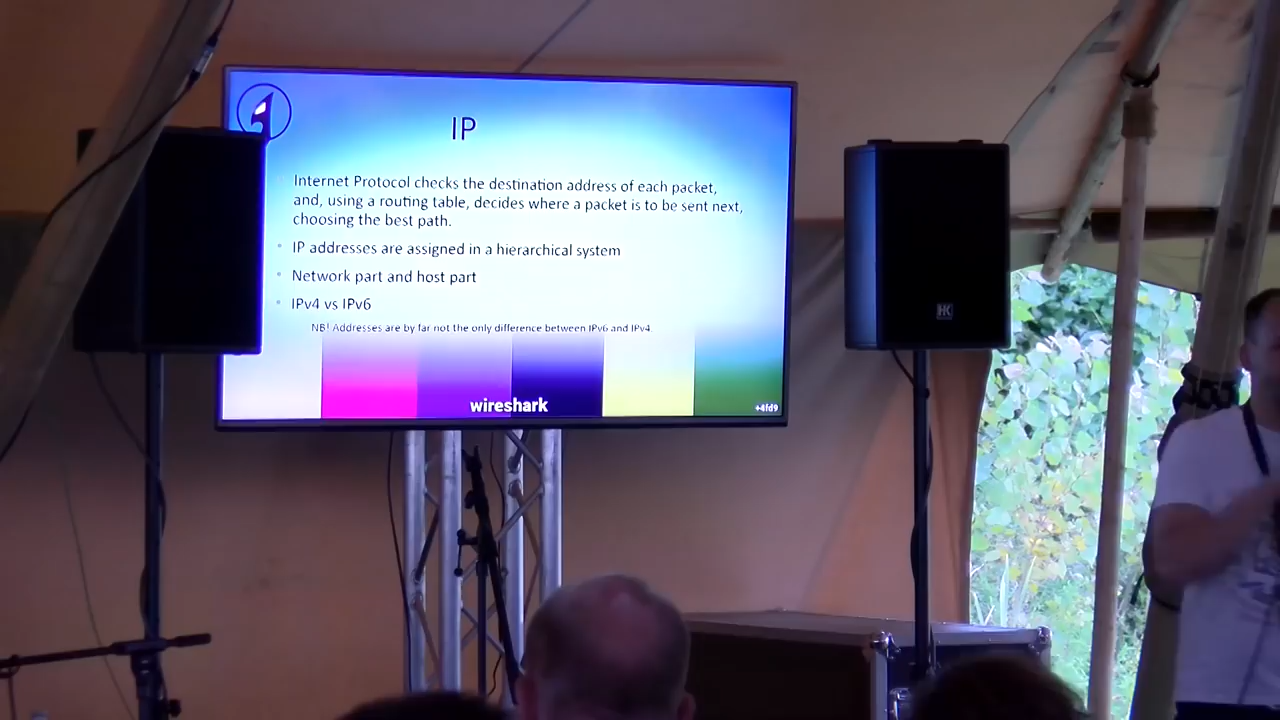 IP
Internet Protocol checks the destination address of each packet,
and, using a routing table, decides where a packet is to be sent next,
choosing the best path.
• IP addresses are assigned in a hierarchical system
• Network part and host part
• IPv4 vs IPv6
NB! Addresses are by far not the only difference between IPv6 and IPv4.
wireshark
+4fd9
HK